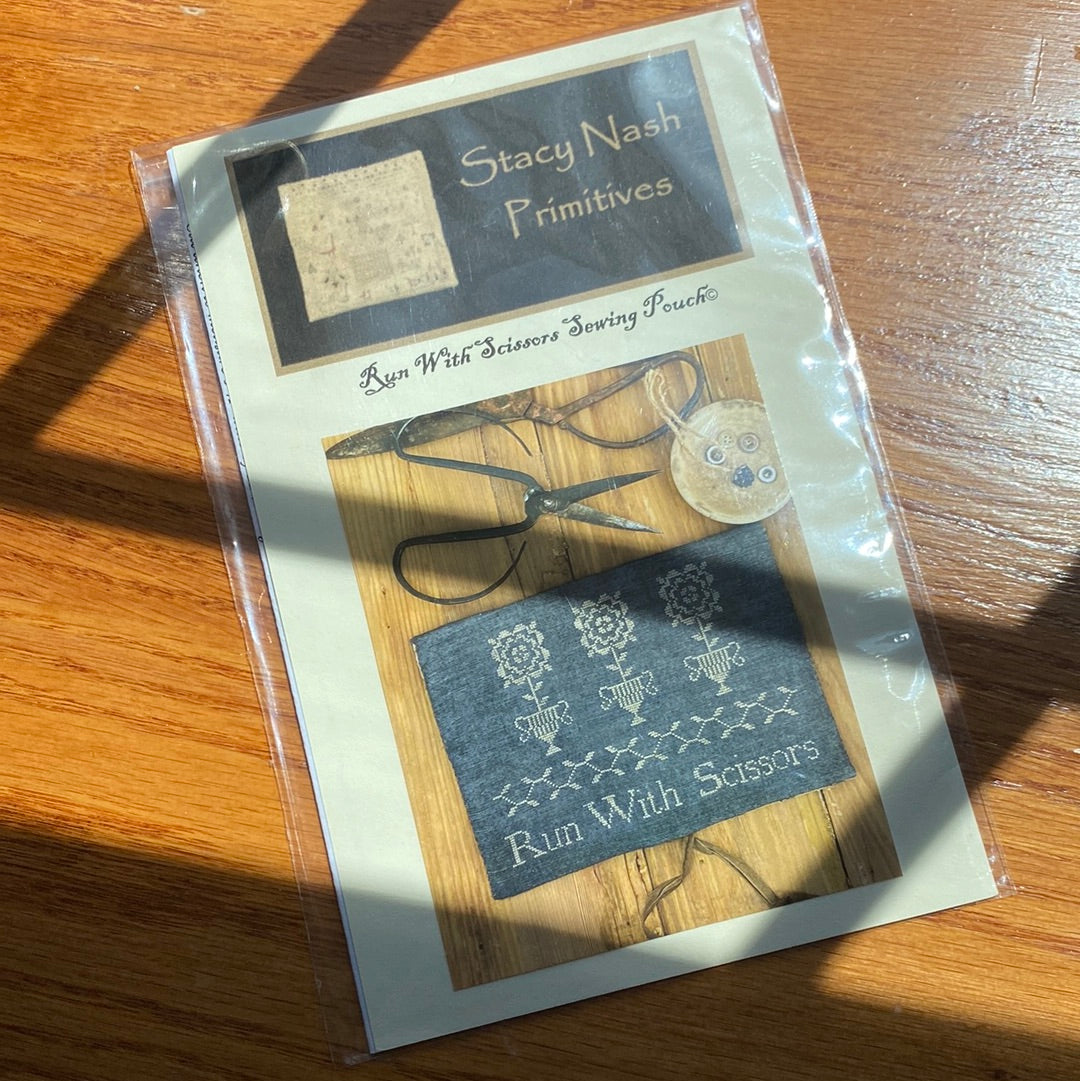 Stacy Nash
Primitives
Run With Scissors Sewing Pouch©
Run With Scissors